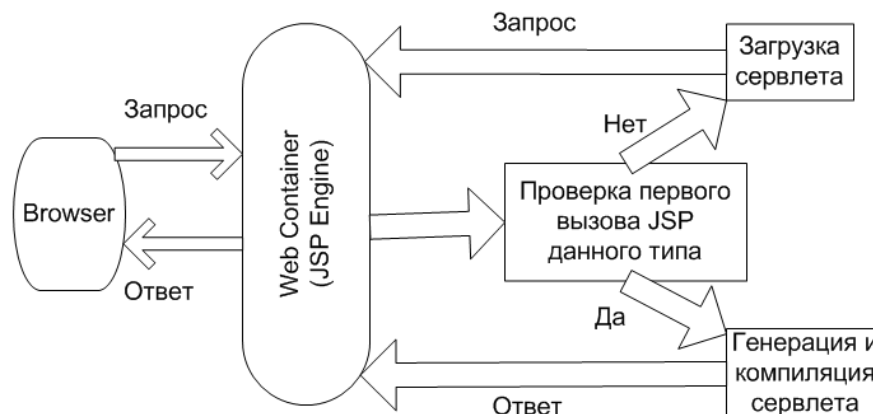 Запрос
Загрузка
сервлета
Запрос
Нет
Browser
Web Container
(JSP Engine)
Проверка первого
вызова JSP
данного типа
Ответ
Да
Генерация и
компиляция
сервлета
Ответ